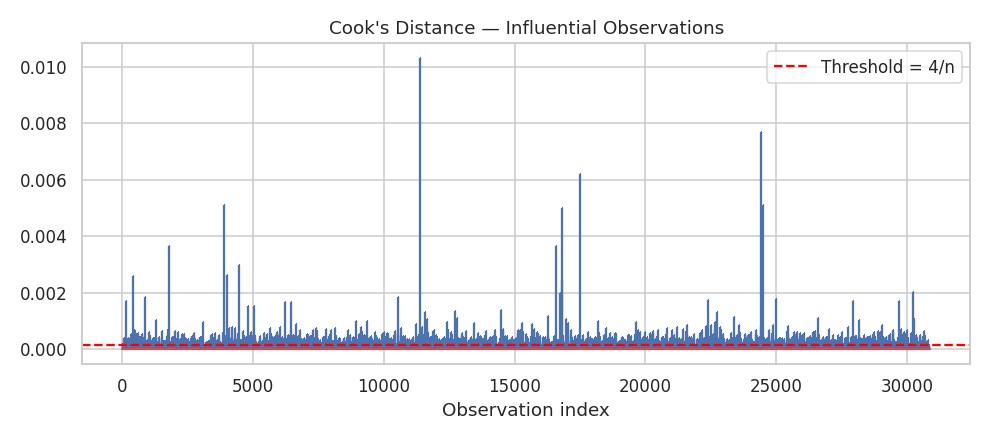 Cook's Distance — Influential Observations
Threshold = 4/n
0.010
0.008
0.006
0.004
0.002
0.000
0 5000 10000 15000 20000 25000 30000
Observation index